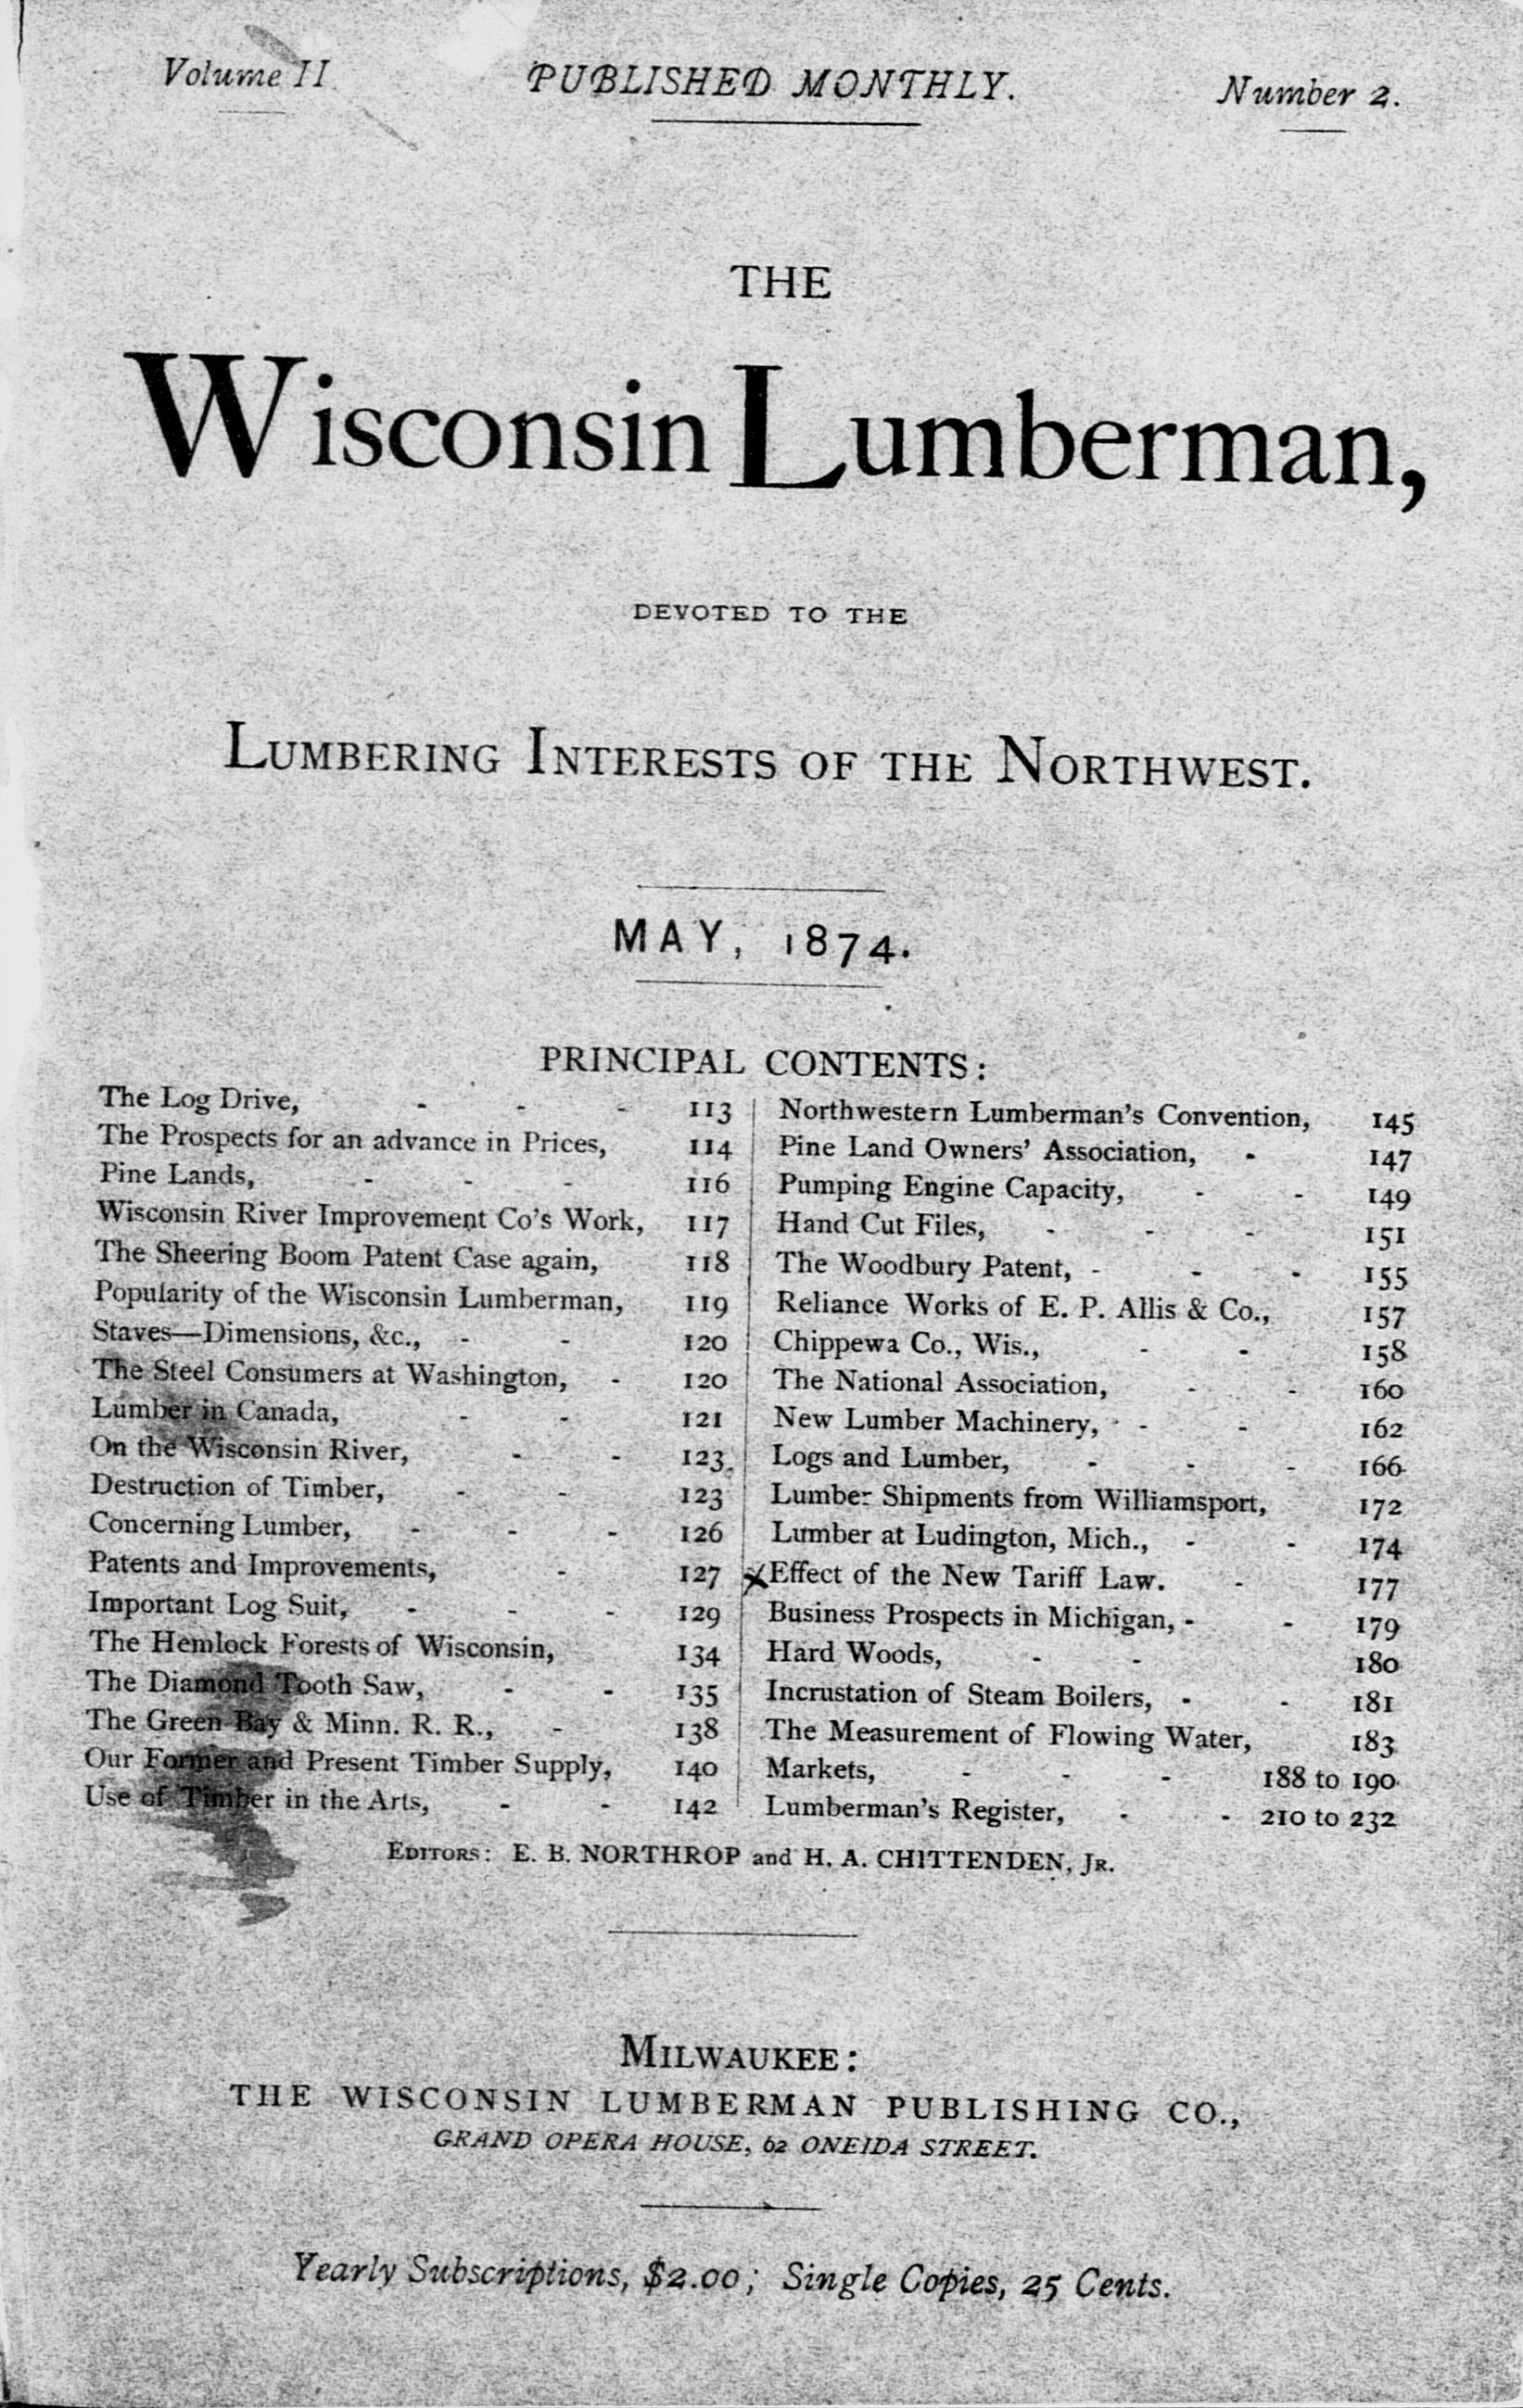 Volume II
PUBLISHED MONTHLY.
Number 2.
THE
Wisconsin Lumberman,
DEVOTED TO THE
LUMBERING INTERESTS OF THE NORTHWEST.
MAY, 1874.
PRINCIPAL CONTENTS:
The Log Drive, - - - 113
The Prospects for an advance in Prices, 114
Pine Lands, - - - 116
Wisconsin River Improvement Co's Work, 117
The Sheering Boom Patent Case again, 118
Popularity of the Wisconsin Lumberman, 119
Staves—Dimensions, &c., - - 120
The Steel Consumers at Washington, - 120
Lumber in Canada, - - 121
On the Wisconsin River, - - 123
Destruction of Timber, - - 123
Concerning Lumber, - - - 126
Patents and Improvements, - 127
Important Log Suit, - - - 129
The Hemlock Forests of Wisconsin, 134
The Diamond Tooth Saw, - - 135
The Green Bay & Minn. R. R., - 138
Our Former and Present Timber Supply, 140
Use of Timber in the Arts, - - 142
Northwestern Lumberman's Convention, 145
Pine Land Owners' Association, - 147
Pumping Engine Capacity, - - 149
Hand Cut Files, - - - 151
The Woodbury Patent, - - - 155
Reliance Works of E. P. Allis & Co., 157
Chippewa Co., Wis., - - 158
The National Association, - - 160
New Lumber Machinery, - - 162
Logs and Lumber, - - - 166
Lumber Shipments from Williamsport, 172
Lumber at Ludington, Mich., - - 174
Effect of the New Tariff Law. - 177
Business Prospects in Michigan, - - 179
Hard Woods, - - 180
Incrustation of Steam Boilers, - - 181
The Measurement of Flowing Water, 183
Markets, - - - 188 to 190
Lumberman's Register, - - 210 to 232
EDITORS: E. B. NORTHROP and H. A. CHITTENDEN, JR.
MILWAUKEE:
THE WISCONSIN LUMBERMAN PUBLISHING CO.,
GRAND OPERA HOUSE, 62 ONEIDA STREET.
Yearly Subscriptions, $2.00; Single Copies, 25 Cents.